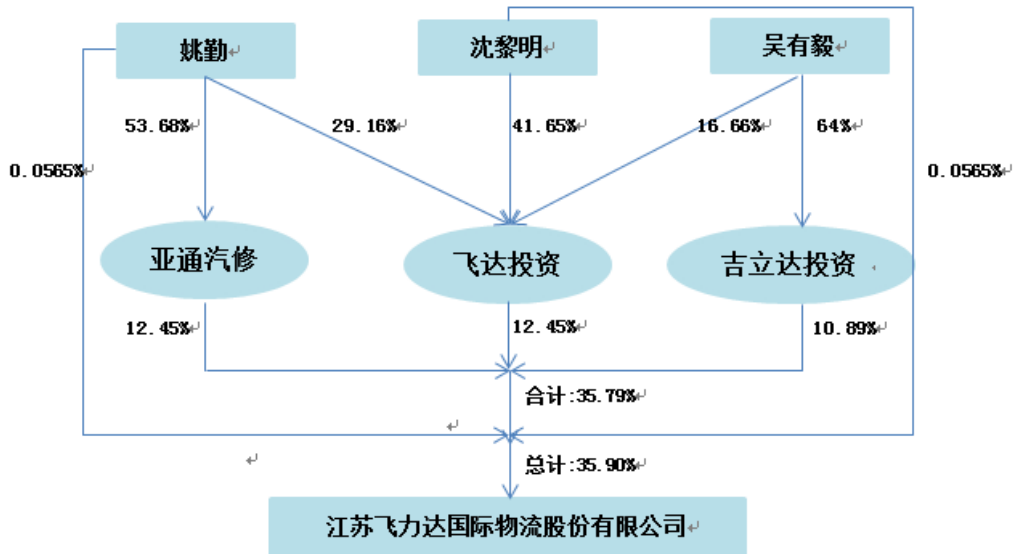 姚勤
沈黎明
吴有毅
53.68%
29.16%
41.65%
16.66%
64%
0.0565%
0.0565%
亚通汽修
飞达投资
吉立达投资
12.45%
12.45%
10.89%
合计:35.79%
总计:35.90%
江苏飞力达国际物流股份有限公司